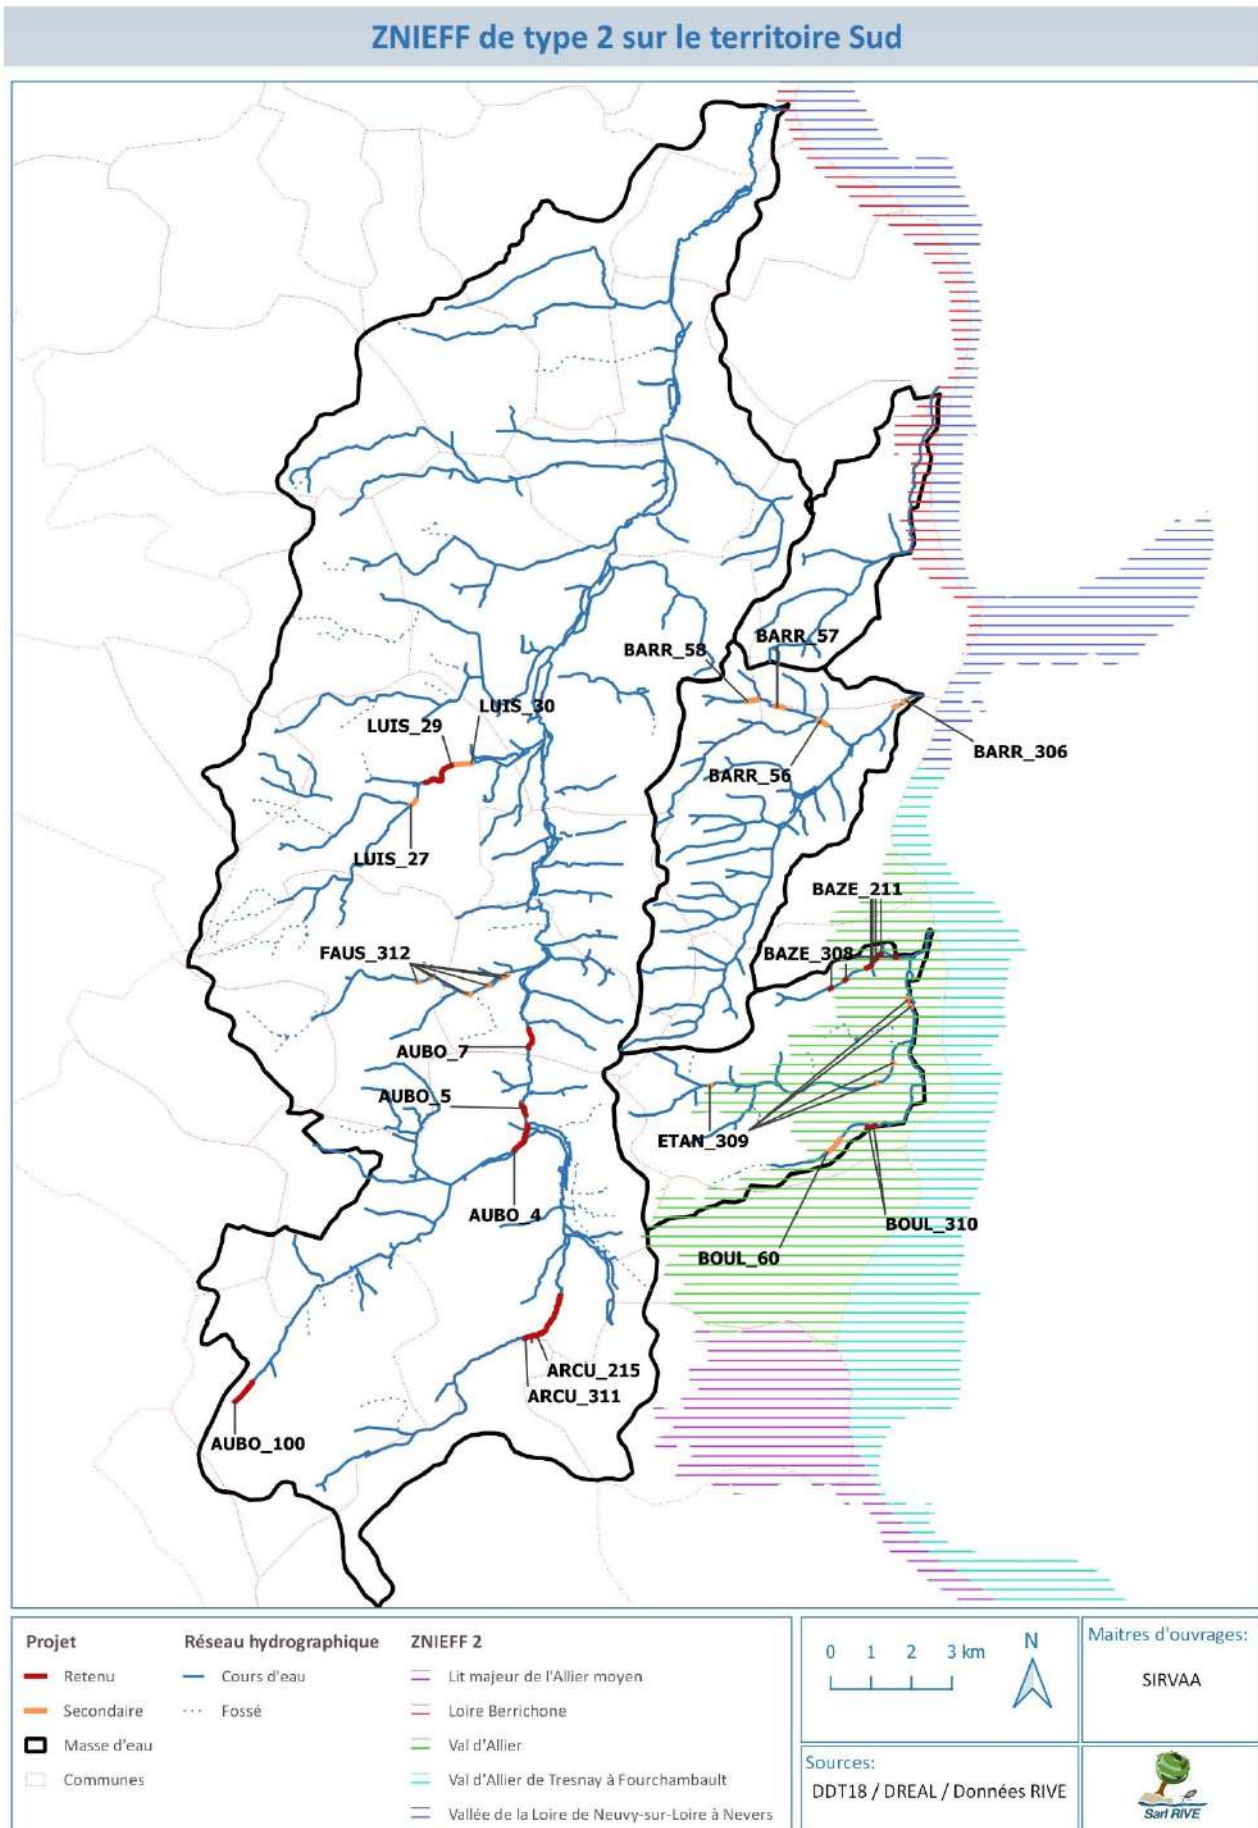 ZNIEFF de type 2 sur le territoire Sud
BARR_57
BARR_58
LUIS_30
LUIS_29
BARR_306
BARR_56
LUIS_27
BAZE_211
FAUS_312
BAZE_308
AUBO_7
AUBO_5
ETAN_309
AUBO_4
BOUL_310
BOUL_60
ARCU_215
ARCU_311
AUBO_100
Projet
Retenu
Secondaire
Masse d'eau
Communes
Réseau hydrographique
Cours d'eau
Fossé
ZNIEFF 2
Lit majeur de l'Allier moyen
Loire Berrichone
Val d'Allier
Val d'Allier de Tresnay à Fourchambault
Vallée de la Loire de Neuvy-sur-Loire à Nevers
0 1 2 3 km
N
Maitres d'ouvrages:
SIRVAA
Sources:
DDT18 / DREAL / Données RIVE
Sarl RIVE